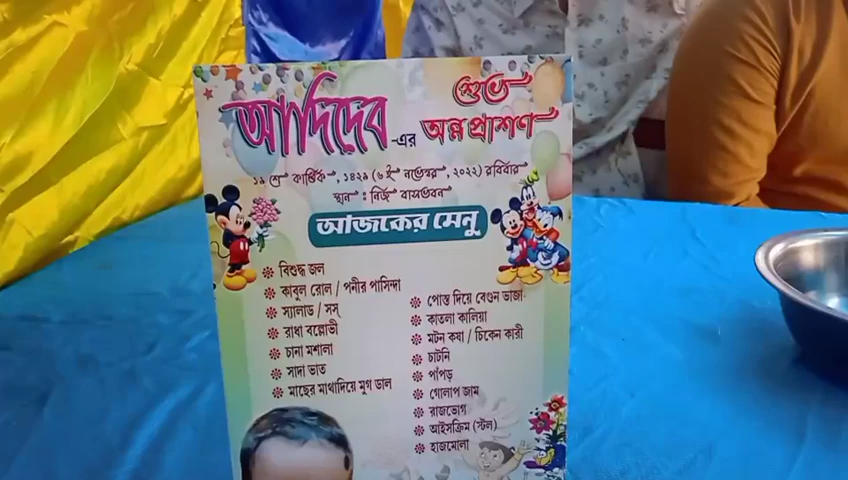 আদিদেব -এর শুভ অন্নপ্রাশন
১৯ শে কার্ত্তিক, ১৪২৯ (৬ ই নভেম্বর, ২০২২) রবিবার
স্থান : নিজ বাসভবন
আজকের মেনু
বিশুদ্ধ জল
কাবুল রোল / পনীর পাসিন্দা
স্যালাড / সস্
রাধা বল্লোভী
চানা মশালা
সাদা ভাত
মাছের মাথাদিয়ে মুগ ডাল
পোস্ত দিয়ে বেগুন ভাজা
কাতলা কালিয়া
মটন কষা / চিকেন কারী
চাটনি
পাঁপড়
গোলাপ জাম
রাজভোগ
আইসক্রিম (স্টল)
হাজমোলা